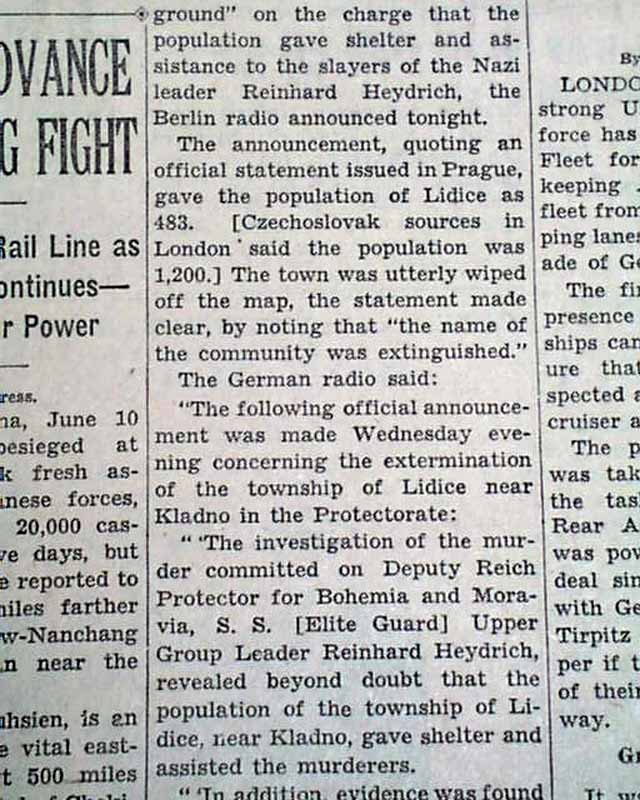 OVANCE
G FIGHT
Rail Line as
ontinues—
r Power
ress.
na, June 10
besieged at
k fresh as-
anese forces,
20,000 cas-
ve days, but
e reported to
miles farther
w-Nanchang
n near the
uhsien, is an
e vital east-
t 500 miles
ground" on the charge that the
population gave shelter and as-
sistance to the slayers of the Nazi
leader Reinhard Heydrich, the
Berlin radio announced tonight.
The announcement, quoting an
official statement issued in Prague,
gave the population of Lidice as
483. [Czechoslovak sources in
London said the population was
1,200.] The town was utterly wiped
off the map, the statement made
clear, by noting that "the name of
the community was extinguished."
The German radio said:
"The following official announce-
ment was made Wednesday eve-
ning concerning the extermination
of the township of Lidice near
Kladno in the Protectorate:
" 'The investigation of the mur-
der committed on Deputy Reich
Protector for Bohemia and Mora-
via, S. S. [Elite Guard] Upper
Group Leader Reinhard Heydrich,
revealed beyond doubt that the
population of the township of Li-
dice, near Kladno, gave shelter and
assisted the murderers.
" 'In addition, evidence was found
By
LONDO
strong U
force has
Fleet for
keeping
fleet from
ping lanes
ade of Ge
The fir
presence
ships can
ure that
spected a
cruiser a
The p
was tak
the tas
Rear A
was pow
deal sin
with Ge
Tirpitz
per if t
of their
way.
Gr
It w